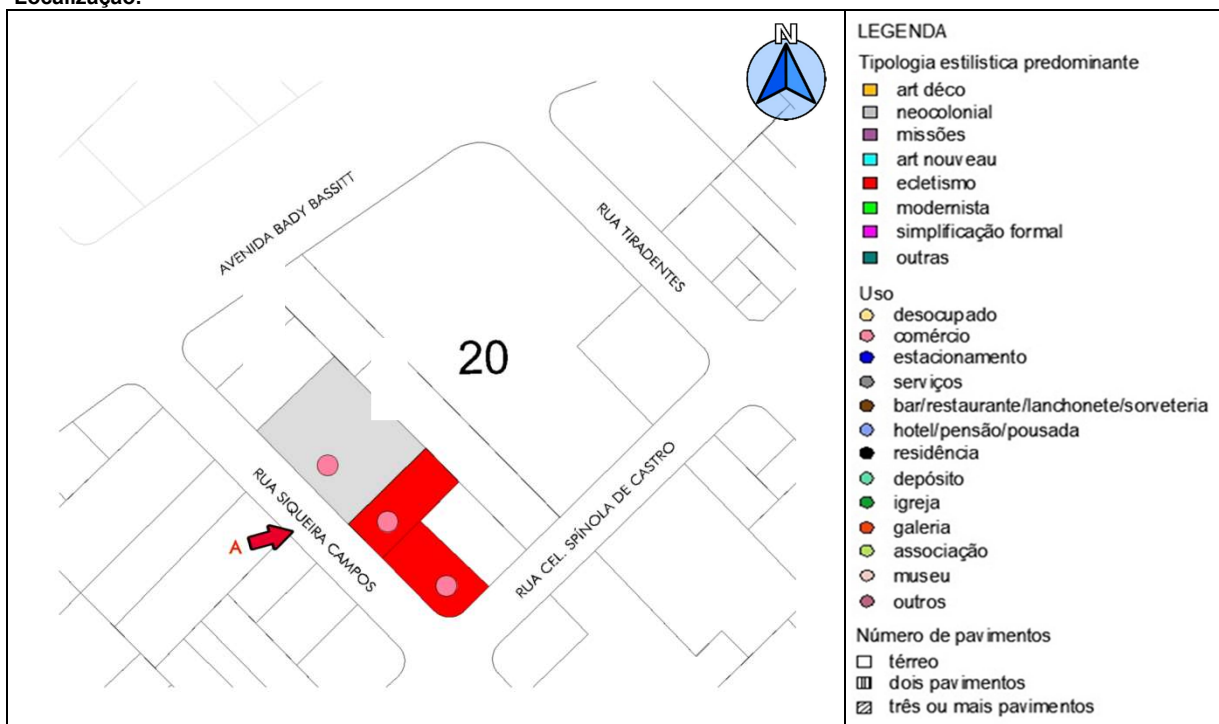 Localização:
N
AVENIDA BADY BASSITT
RUA TIRADENTES
20
RUA SIQUEIRA CAMPOS
RUA CEL. SPÍNOLA DE CASTRO
A
LEGENDA
Tipologia estilística predominante
art déco
neocolonial
missões
art nouveau
ecletismo
modernista
simplificação formal
outras
Uso
desocupado
comércio
estacionamento
serviços
bar/restaurante/lanchonete/sorveteria
hotel/pensão/pousada
residência
depósito
igreja
galeria
associação
museu
outros
Número de pavimentos
térreo
dois pavimentos
três ou mais pavimentos